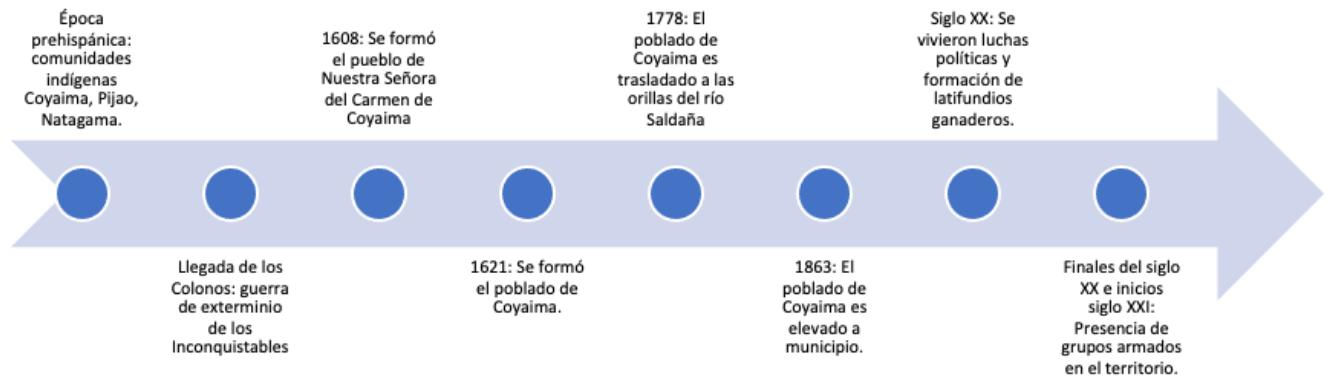 Época
prehispánica:
comunidades
indígenas
Coyaima, Pijao,
Natagama.
Llegada de los
Colonos: guerra
de exterminio
de los
Inconquistables
1608: Se formó
el pueblo de
Nuestra Señora
del Carmen de
Coyaima
1621: Se formó
el poblado de
Coyaima.
1778: El
poblado de
Coyaima es
trasladado a las
orillas del río
Saldaña
1863: El
poblado de
Coyaima es
elevado a
municipio.
Siglo XX: Se
vivieron luchas
políticas y
formación de
latifundios
ganaderos.
Finales del siglo
XX e inicios
siglo XXI:
Presencia de
grupos armados
en el territorio.